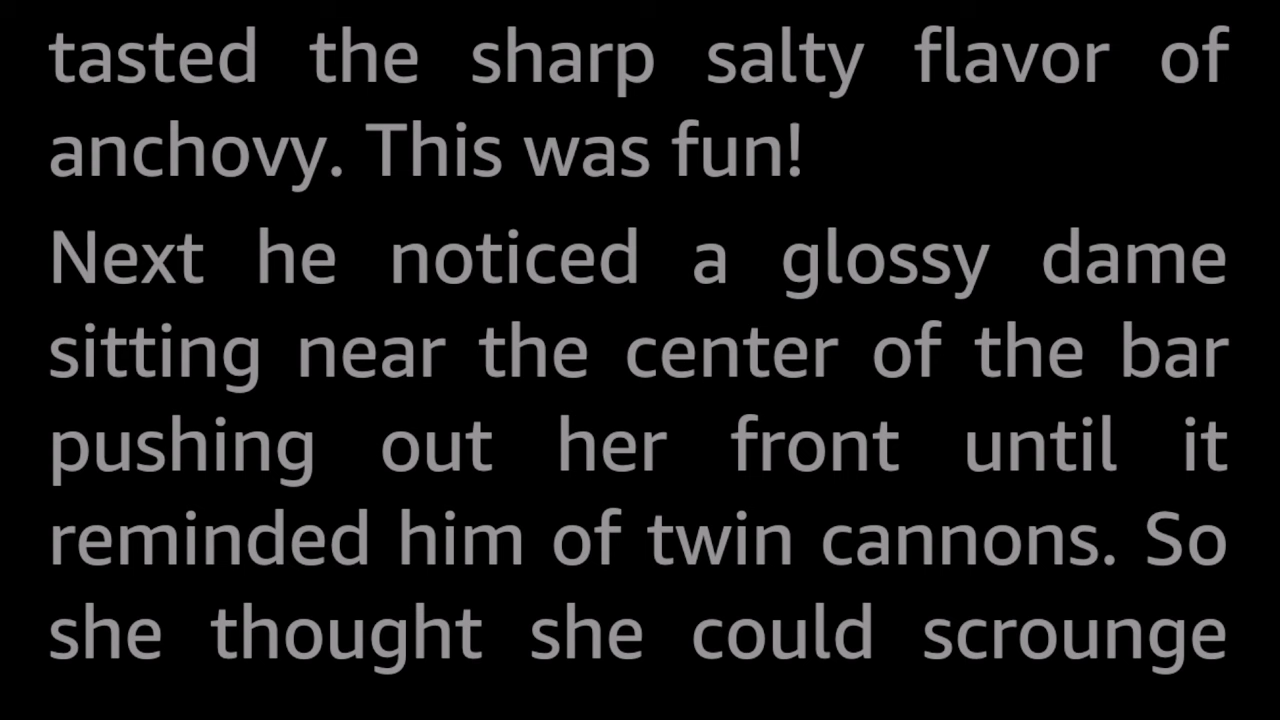 tasted the sharp salty flavor of
anchovy. This was fun!
Next he noticed a glossy dame
sitting near the center of the bar
pushing out her front until it
reminded him of twin cannons. So
she thought she could scrounge